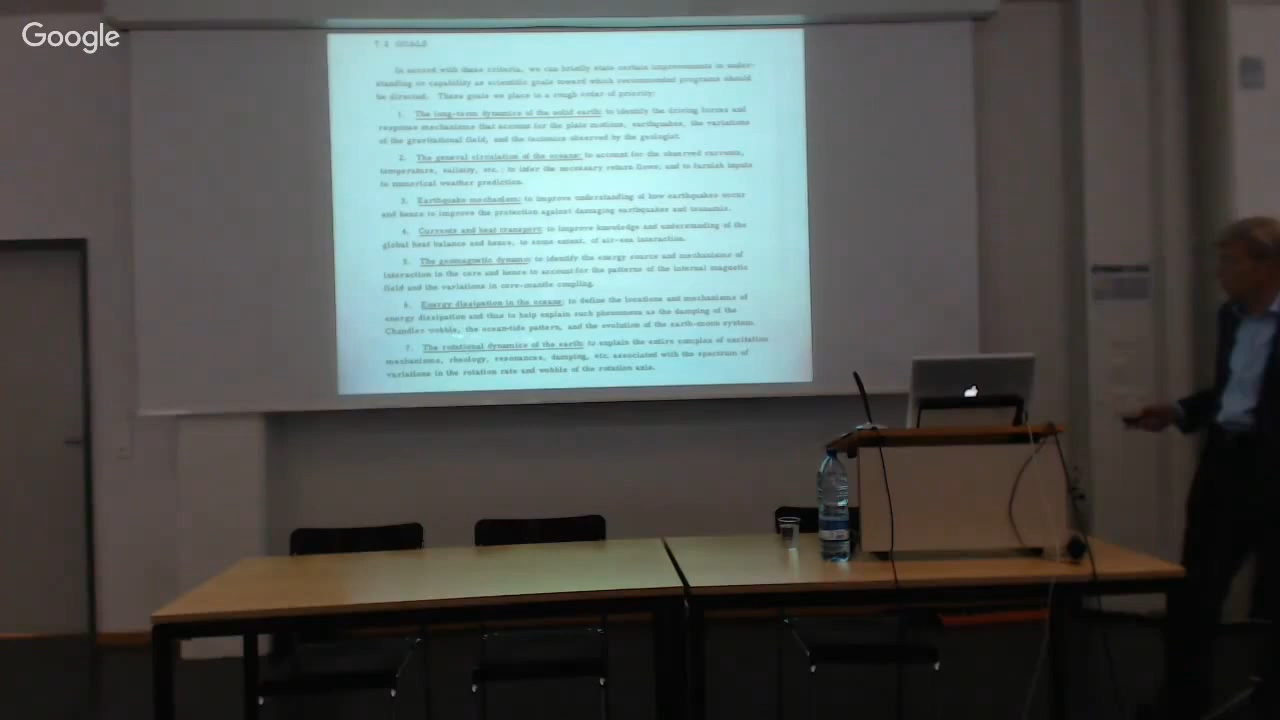 Google
7.2 GOALS
In accord with these criteria, we can briefly state certain improvements in under-
standing or capability as scientific goals toward which recommended programs should
be directed. These goals we place in a rough order of priority:
1. The long-term dynamics of the solid earth: to identify the driving forces and
response mechanisms that account for the plate motions, earthquakes, the variations
of the gravitational field, and the tectonics observed by the geologist.
2. The general circulation of the oceans: to account for the observed currents,
temperature, salinity, etc.; to infer the necessary return flows; and to furnish inputs
to numerical weather prediction.
3. Earthquake mechanism: to improve understanding of how earthquakes occur
and hence to improve the protection against damaging earthquakes and tsunamis.
4. Currents and heat transport: to improve knowledge and understanding of the
global heat balance and hence, to some extent, of air-sea interaction.
5. The geomagnetic dynamo: to identify the energy source and mechanisms of
interaction in the core and hence to account for the patterns of the internal magnetic
field and the variations in core-mantle coupling.
6. Energy dissipation in the oceans: to define the locations and mechanisms of
energy dissipation and thus to help explain such phenomena as the damping of the
Chandler wobble, the ocean-tide pattern, and the evolution of the earth-moon system.
7. The rotational dynamics of the earth: to explain the entire complex of excitation
mechanisms, rheology, resonances, damping, etc. associated with the spectrum of
variations in the rotation rate and wobble of the rotation axis.